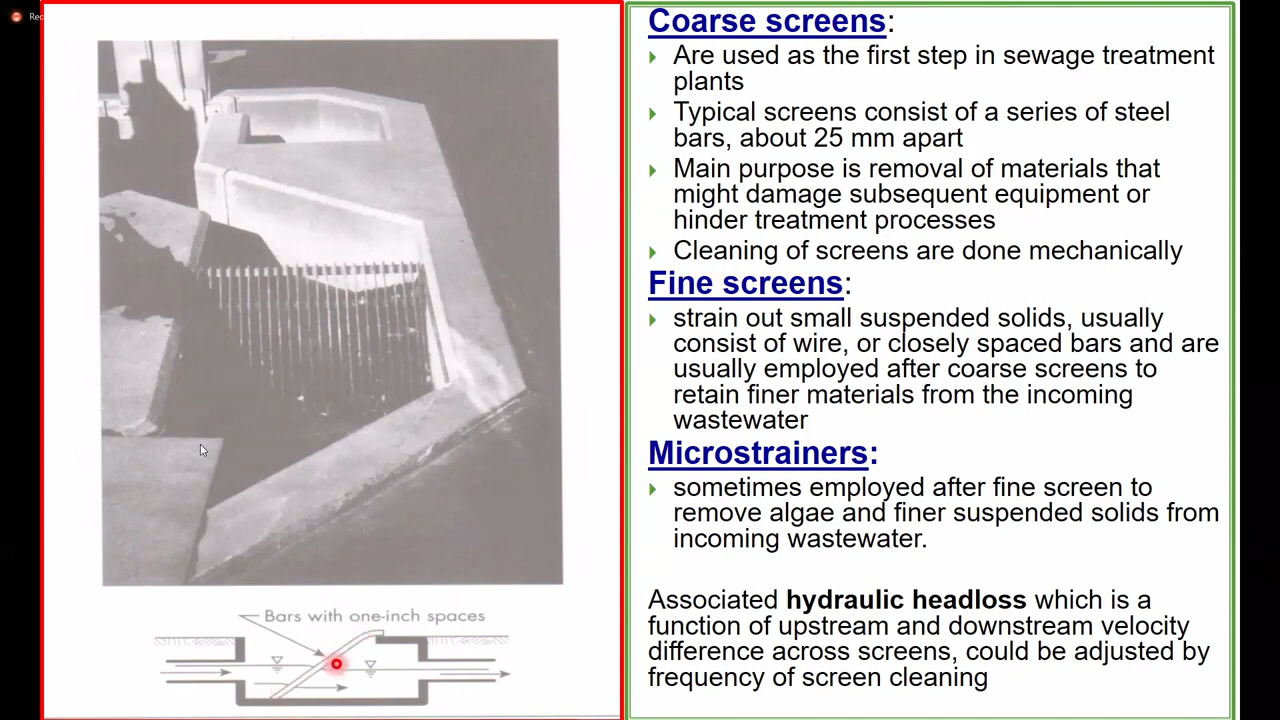 Rec
Bars with one-inch spaces
Coarse screens:
Are used as the first step in sewage treatment
plants
Typical screens consist of a series of steel
bars, about 25 mm apart
Main purpose is removal of materials that
might damage subsequent equipment or
hinder treatment processes
Cleaning of screens are done mechanically
Fine screens:
strain out small suspended solids, usually
consist of wire, or closely spaced bars and are
usually employed after coarse screens to
retain finer materials from the incoming
wastewater
Microstrainers:
sometimes employed after fine screen to
remove algae and finer suspended solids from
incoming wastewater.
Associated hydraulic headloss which is a
function of upstream and downstream velocity
difference across screens, could be adjusted by
frequency of screen cleaning